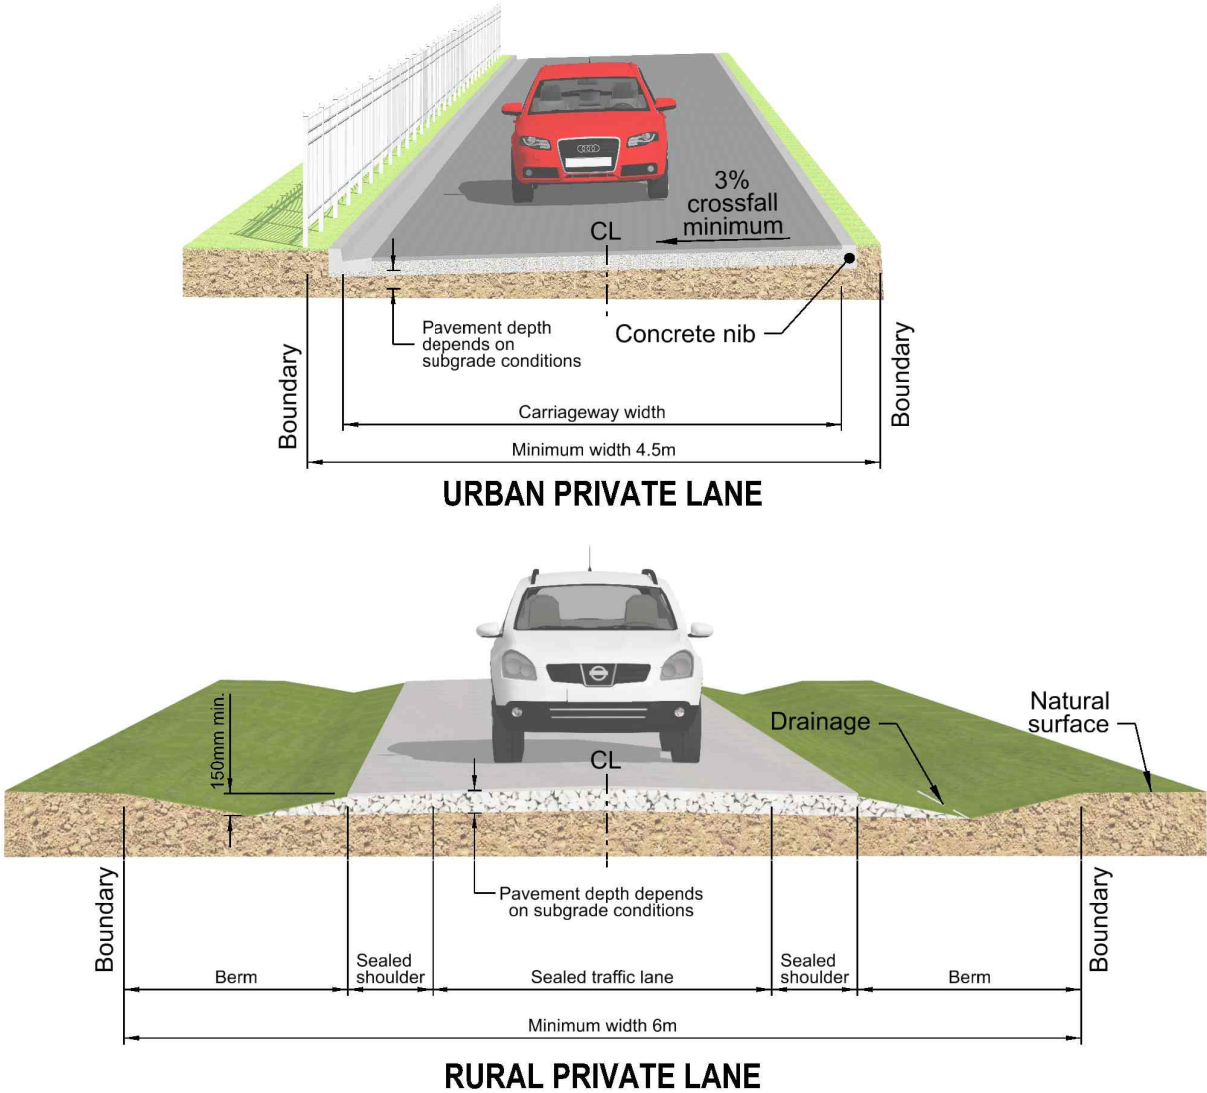 3%
crossfall
minimum
CL
Pavement depth
depends on
subgrade conditions
Concrete nib
Boundary
Boundary
Carriageway width
Minimum width 4.5m
URBAN PRIVATE LANE
150mm min.
Drainage
Natural
surface
CL
Pavement depth depends
on subgrade conditions
Boundary
Boundary
Berm
Sealed
shoulder
Sealed traffic lane
Sealed
shoulder
Berm
Minimum width 6m
RURAL PRIVATE LANE